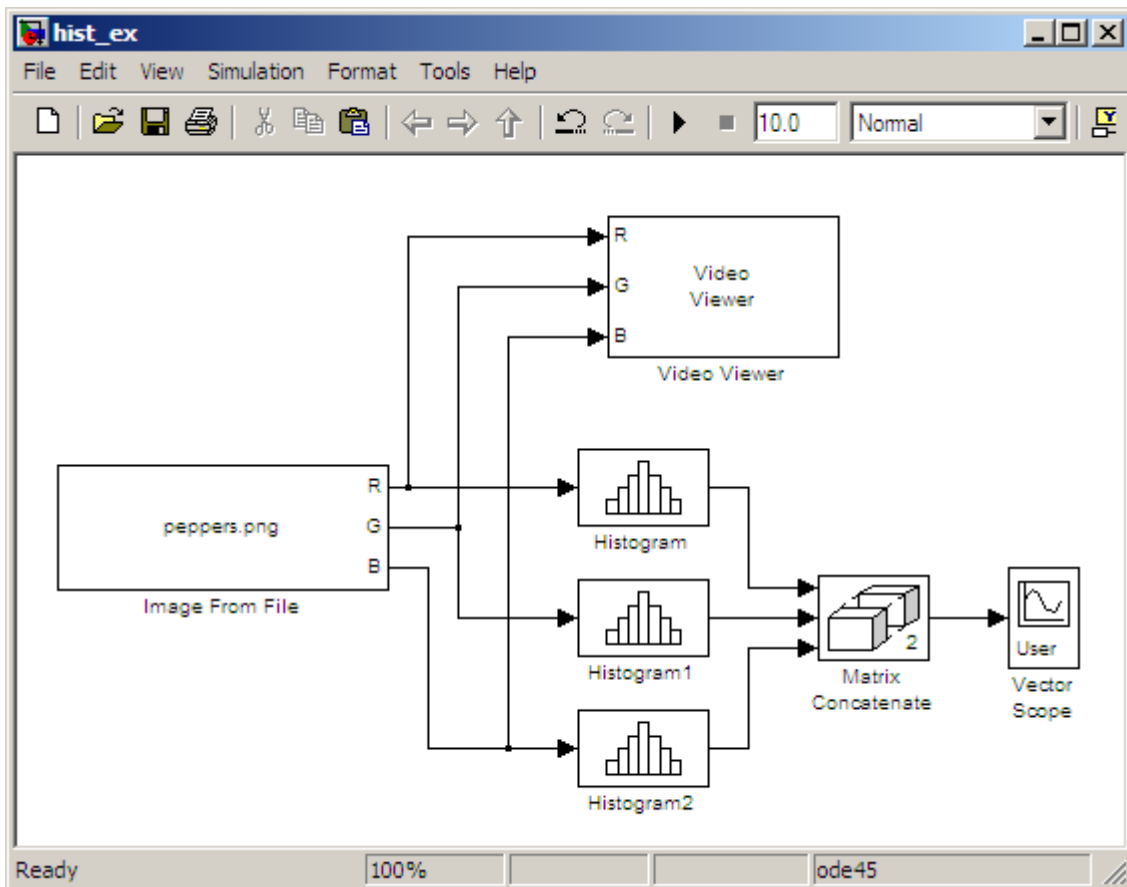 hist_ex
File Edit View Simulation Format Tools Help
10.0 Normal
R
G
B
Video
Viewer
Video Viewer
R
G
B
peppers.png
Image From File
Histogram
Histogram1
Histogram2
2
Matrix
Concatenate
User
Vector
Scope
Ready 100% ode45